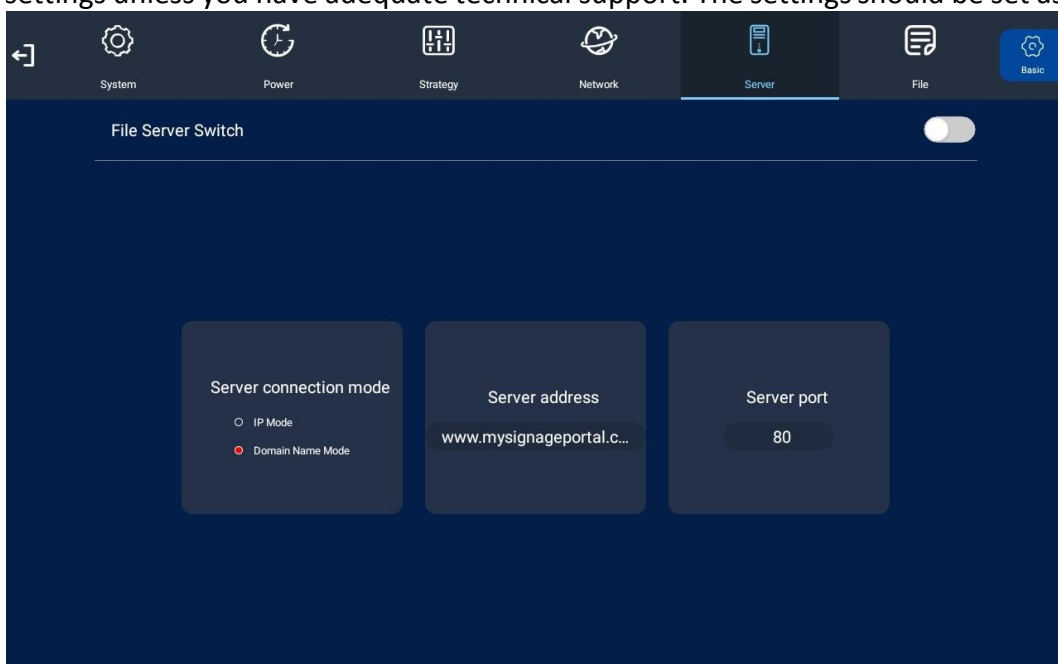 settings unless you have adequate technical support. The settings should be set as
System Power Strategy Network Server File Basic
File Server Switch
Server connection mode
IP Mode
Domain Name Mode
Server address
www.mysignageportal.c...
Server port
80